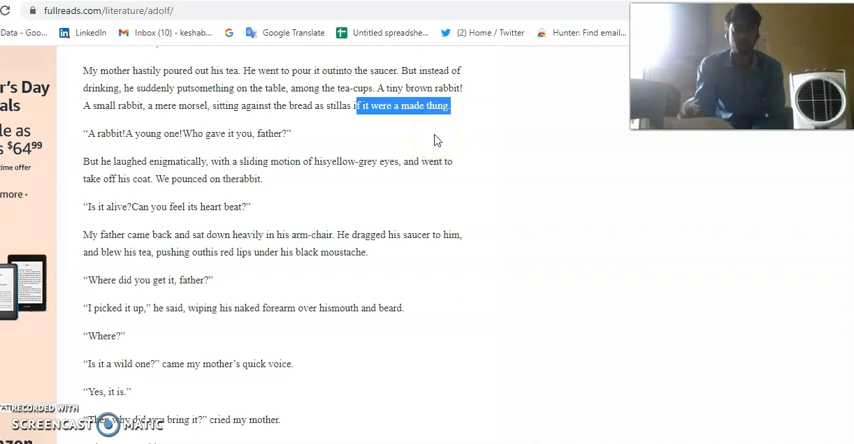 fullreads.com/literature/adolf/
Data - Goo... LinkedIn Inbox (10) - keshab... Google Translate Untitled spreadshe... (2) Home / Twitter Hunter: Find email...
My mother hastily poured out his tea. He went to pour it outinto the saucer. But instead of
drinking, he suddenly putsomething on the table, among the tea-cups. A tiny brown rabbit!
A small rabbit, a mere morsel, sitting against the bread as stillas if it were a made thing.
“A rabbit!A young one!Who gave it you, father?”
But he laughed enigmatically, with a sliding motion of hisyellow-grey eyes, and went to
take off his coat. We pounced on therabbit.
“Is it alive?Can you feel its heart beat?”
My father came back and sat down heavily in his arm-chair. He dragged his saucer to him,
and blew his tea, pushing outhis red lips under his black moustache.
“Where did you get it, father?”
“I picked it up,” he said, wiping his naked forearm over hismouth and beard.
“Where?”
“Is it a wild one?” came my mother’s quick voice.
“Yes, it is.”
“Then why did you bring it?” cried my mother.
r's Day
als
le as
$64⁹⁹
ime offer
more ›
RECORDED WITH
SCREENCAST MATIC